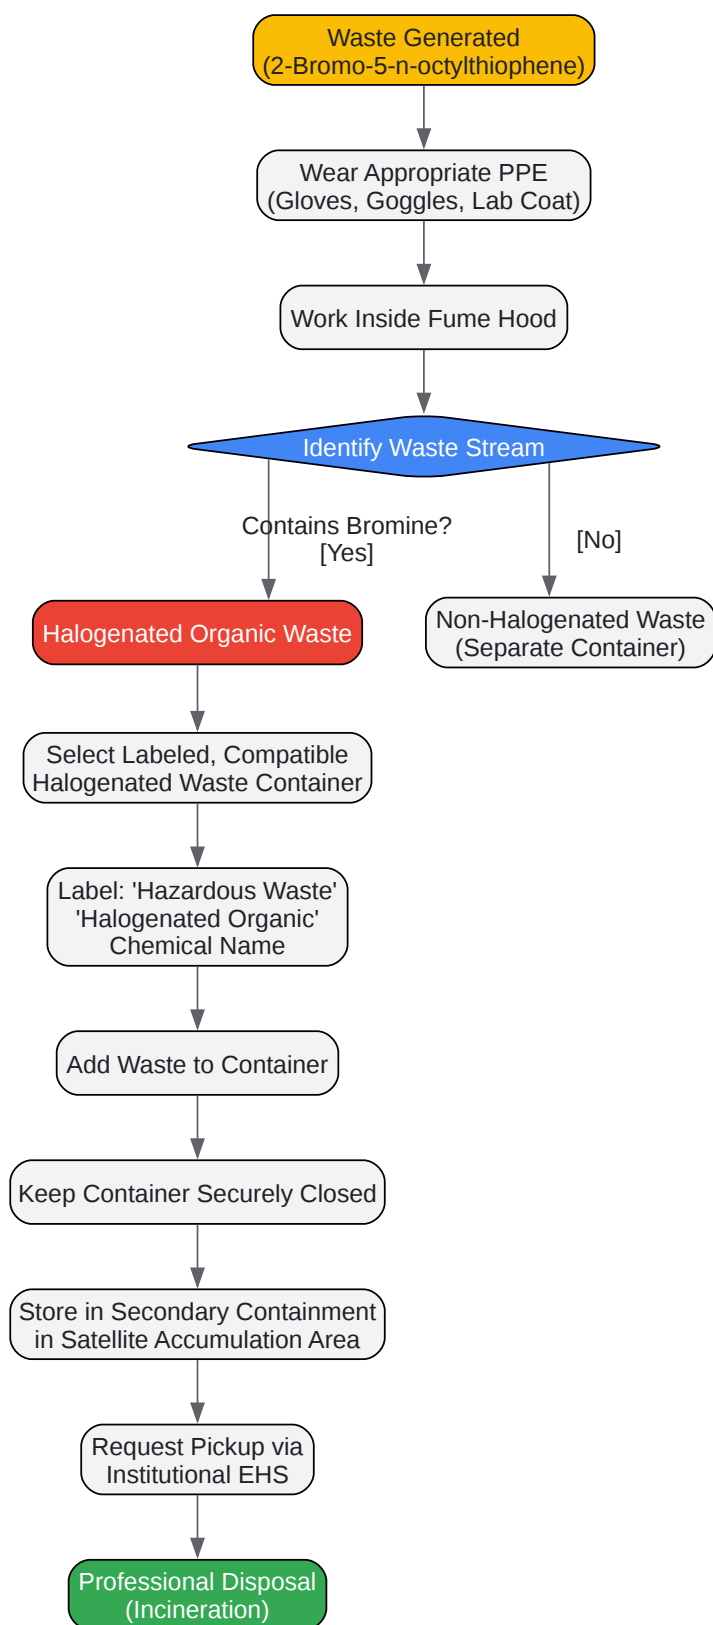 Waste Generated
(2-Bromo-5-n-octylthiophene)
Wear Appropriate PPE
(Gloves, Goggles, Lab Coat)
Work Inside Fume Hood
Identify Waste Stream
Contains Bromine?
[Yes]
[No]
Halogenated Organic Waste
Non-Halogenated Waste
(Separate Container)
Select Labeled, Compatible
Halogenated Waste Container
Label: 'Hazardous Waste'
'Halogenated Organic'
Chemical Name
Add Waste to Container
Keep Container Securely Closed
Store in Secondary Containment
in Satellite Accumulation Area
Request Pickup via
Institutional EHS
Professional Disposal
(Incineration)